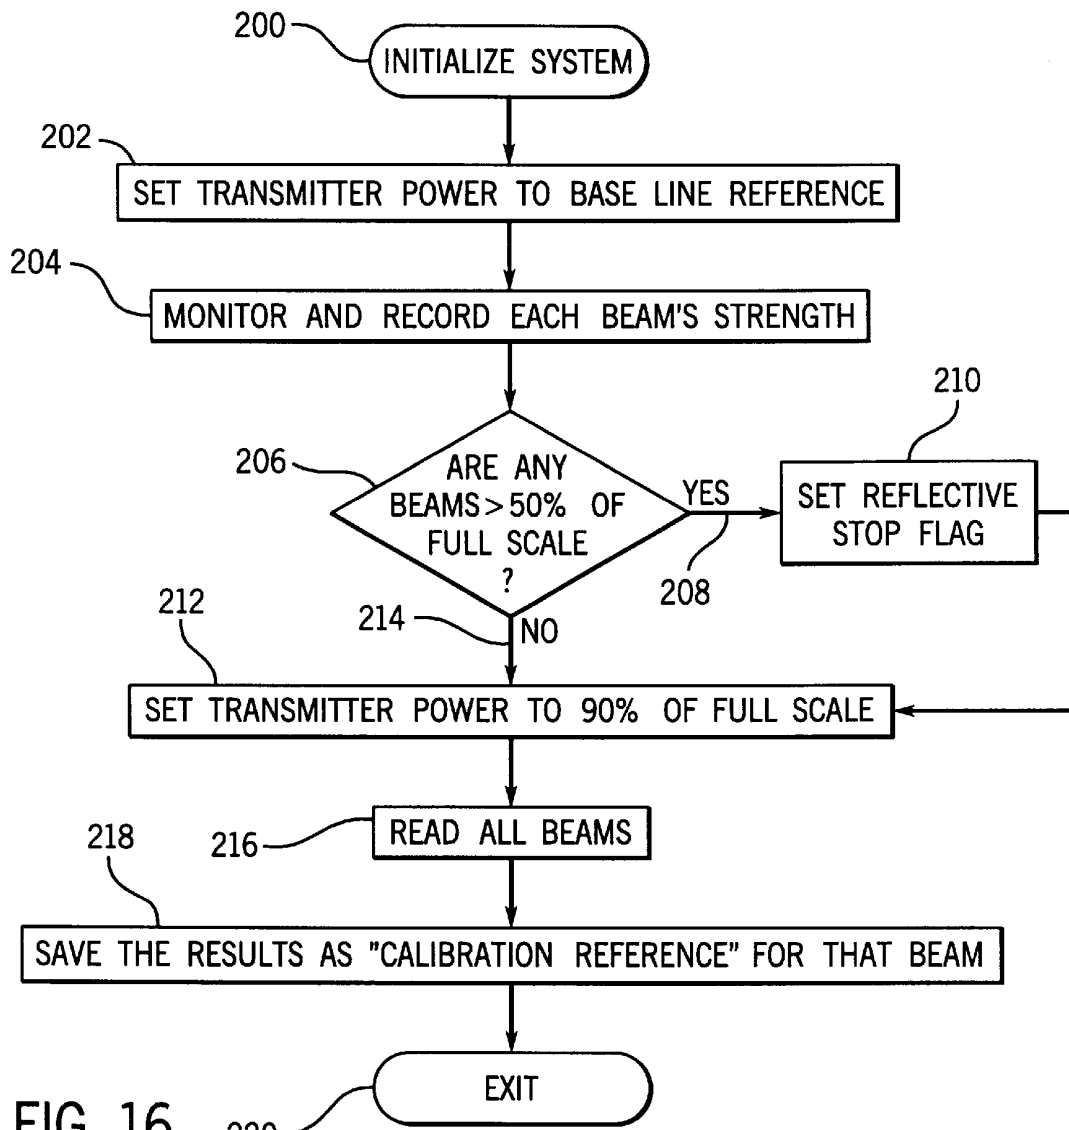 200
INITIALIZE SYSTEM
202
SET TRANSMITTER POWER TO BASE LINE REFERENCE
204
MONITOR AND RECORD EACH BEAM'S STRENGTH
206
ARE ANY
BEAMS > 50% OF
FULL SCALE
?
YES
208
210
SET REFLECTIVE
STOP FLAG
214
NO
212
SET TRANSMITTER POWER TO 90% OF FULL SCALE
216
READ ALL BEAMS
218
SAVE THE RESULTS AS "CALIBRATION REFERENCE" FOR THAT BEAM
EXIT
FIG. 16